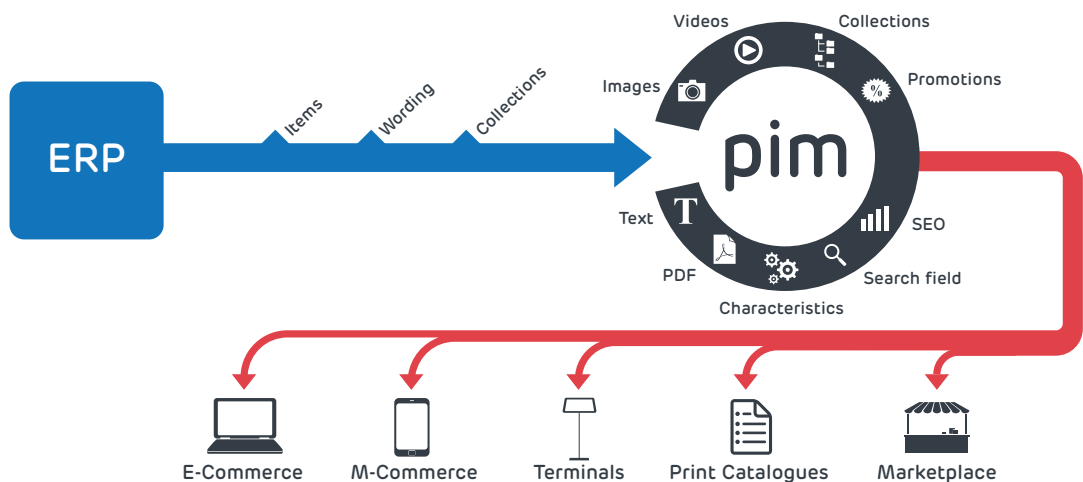 Videos
Collections
Images
Promotions
%
ERP
Items
Wording
Collections
pim
Text
T
SEO
PDF
Search field
Characteristics
E-Commerce
M-Commerce
Terminals
Print Catalogues
Marketplace